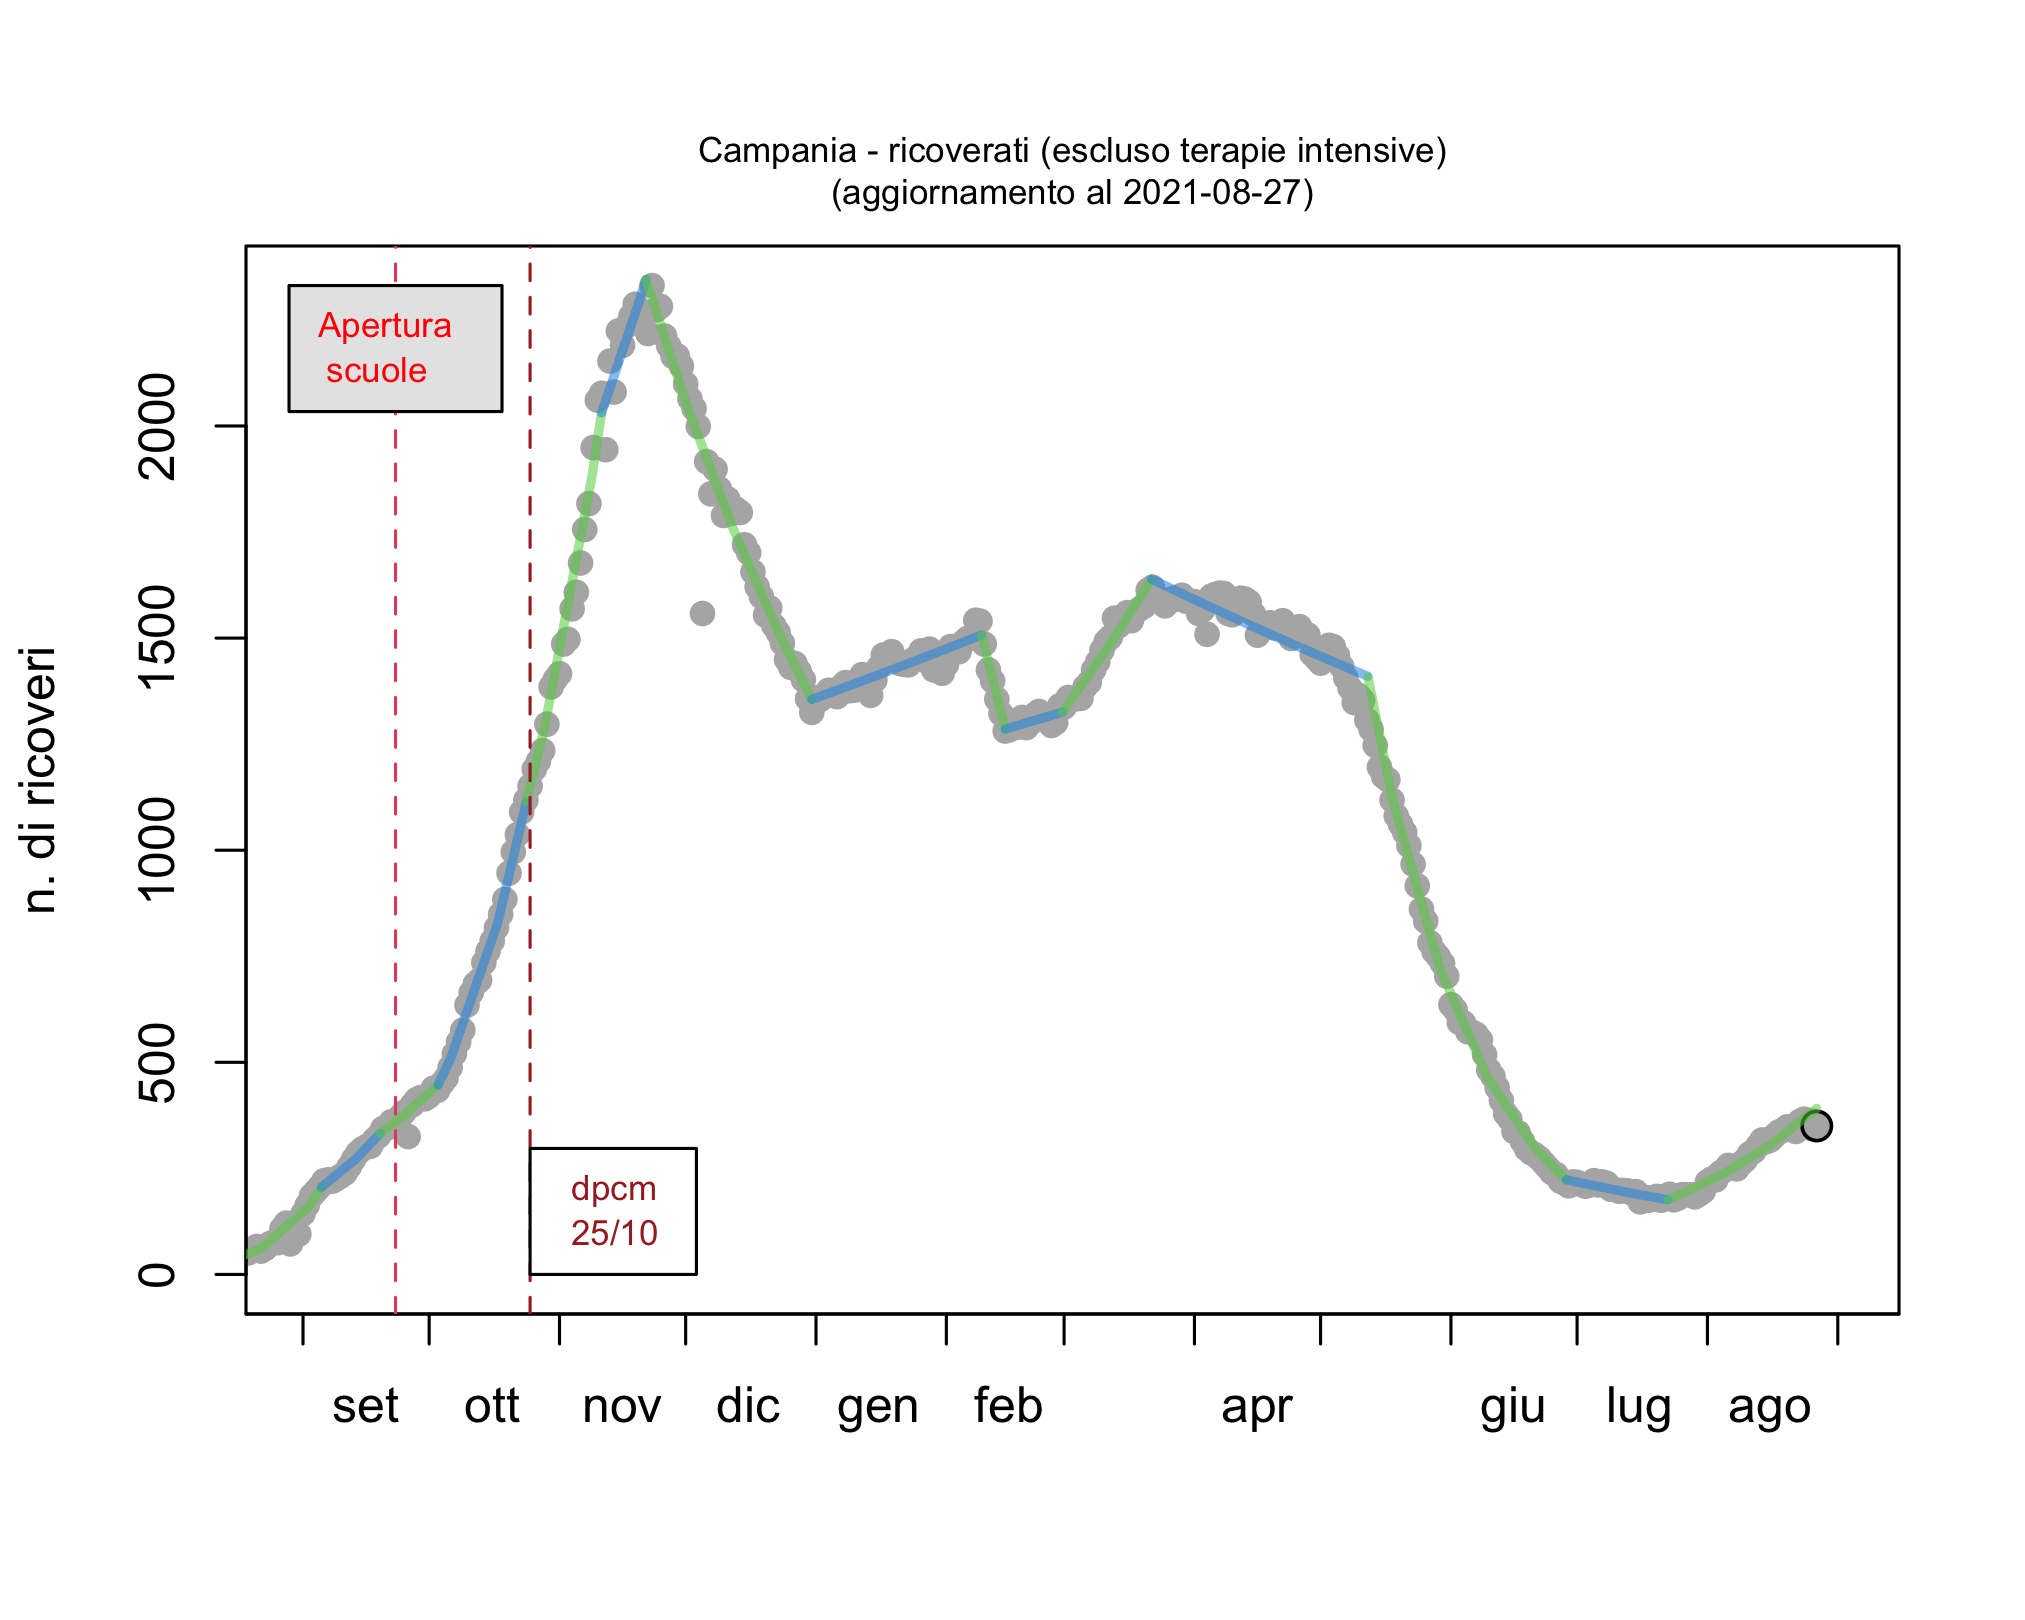 Campania - ricoverati (escluso terapie intensive)
(aggiornamento al 2021-08-27)
Apertura
scuole
dpcm
25/10
n. di ricoveri
2000
1500
1000
500
0
set ott nov dic gen feb apr giu lug ago